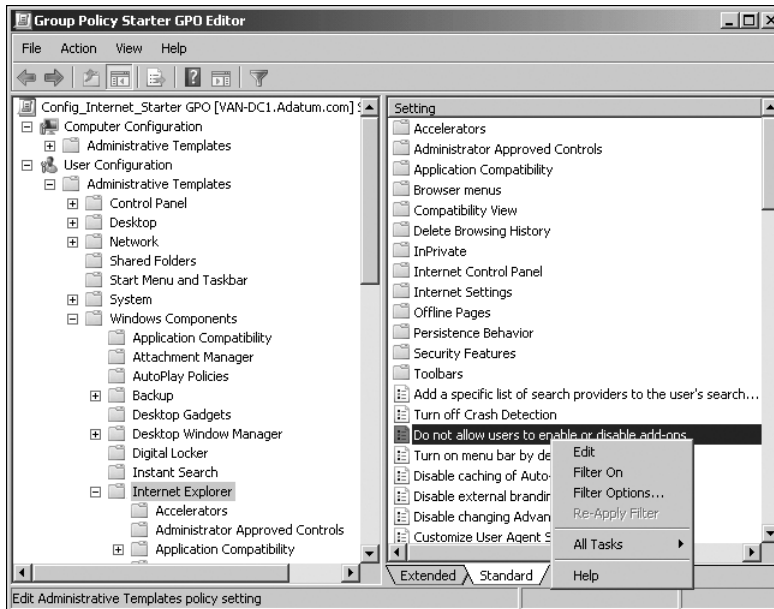 Group Policy Starter GPO Editor
File Action View Help
Config_Internet_Starter GPO [VAN-DC1.Adatum.com]
Computer Configuration
Administrative Templates
User Configuration
Administrative Templates
Control Panel
Desktop
Network
Shared Folders
Start Menu and Taskbar
System
Windows Components
Application Compatibility
Attachment Manager
AutoPlay Policies
Backup
Desktop Gadgets
Desktop Window Manager
Digital Locker
Instant Search
Internet Explorer
Accelerators
Administrator Approved Controls
Application Compatibility
Setting
Accelerators
Administrator Approved Controls
Application Compatibility
Browser menus
Compatibility View
Delete Browsing History
InPrivate
Internet Control Panel
Internet Settings
Offline Pages
Persistence Behavior
Security Features
Toolbars
Add a specific list of search providers to the user's search...
Turn off Crash Detection
Do not allow users to enable or disable add-ons
Turn on menu bar by de
Disable caching of Auto-
Disable external brandin
Disable changing Advan
Customize User Agent S
Edit
Filter On
Filter Options...
Re-Apply Filter
All Tasks
Help
Extended Standard
Edit Administrative Templates policy setting